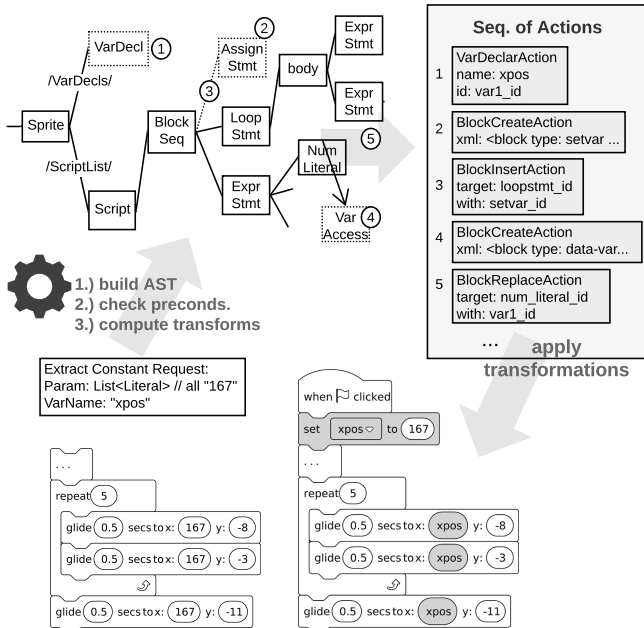 VarDecl
1
/VarDecls/
Sprite
/ScriptList/
Script
Block
Seq
2
Assign
Stmt
3
Loop
Stmt
Expr
Stmt
body
Expr
Stmt
Expr
Stmt
5
Num
Literal
Var
Access
4
Seq. of Actions
1
VarDeclarAction
name: xpos
id: var1_id
2
BlockCreateAction
xml: <block type: setvar ...
3
BlockInsertAction
target: loopstmt_id
with: setvar_id
4
BlockCreateAction
xml: <block type: data-var...
5
BlockReplaceAction
target: num_literal_id
with: var1_id
...
apply
transformations
1.) build AST
2.) check preconds.
3.) compute transforms
Extract Constant Request:
Param: List<Literal> // all "167"
VarName: "xpos"
...
repeat 5
glide 0.5 secs to x: 167 y: -8
glide 0.5 secs to x: 167 y: -3
glide 0.5 secs to x: 167 y: -11
when clicked
set xpos to 167
...
repeat 5
glide 0.5 secs to x: xpos y: -8
glide 0.5 secs to x: xpos y: -3
glide 0.5 secs to x: xpos y: -11